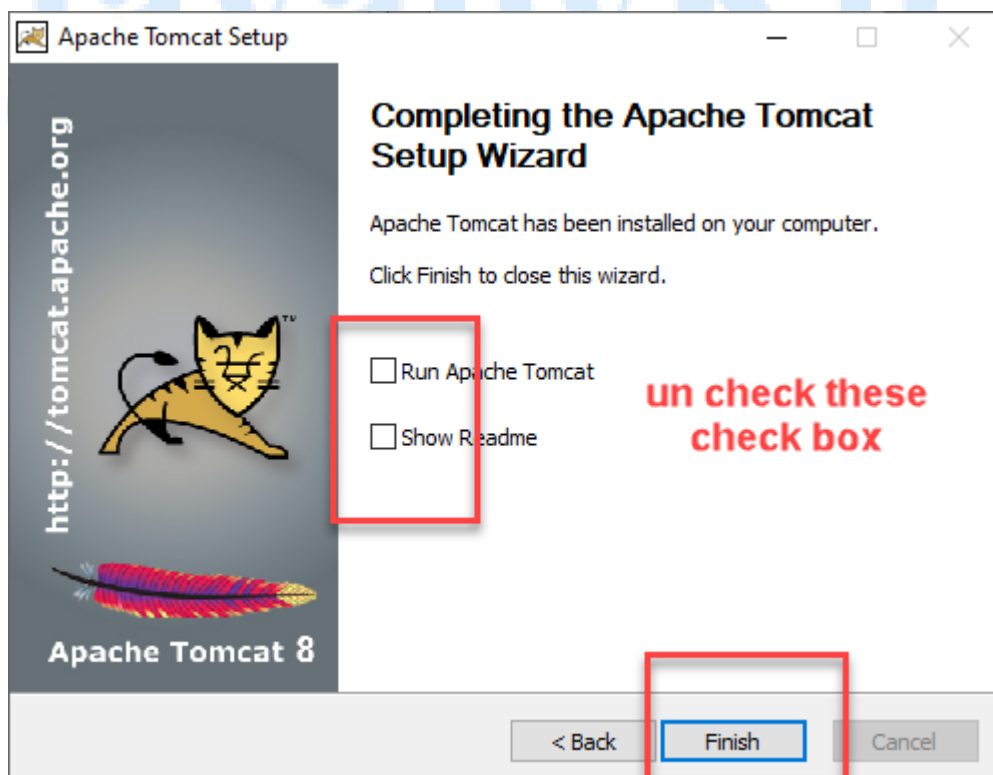 Apache Tomcat Setup
http://tomcat.apache.org
TM
Apache Tomcat 8
Completing the Apache Tomcat
Setup Wizard
Apache Tomcat has been installed on your computer.
Click Finish to close this wizard.
Run Apache Tomcat
Show Readme
un check these
check box
< Back
Finish
Cancel